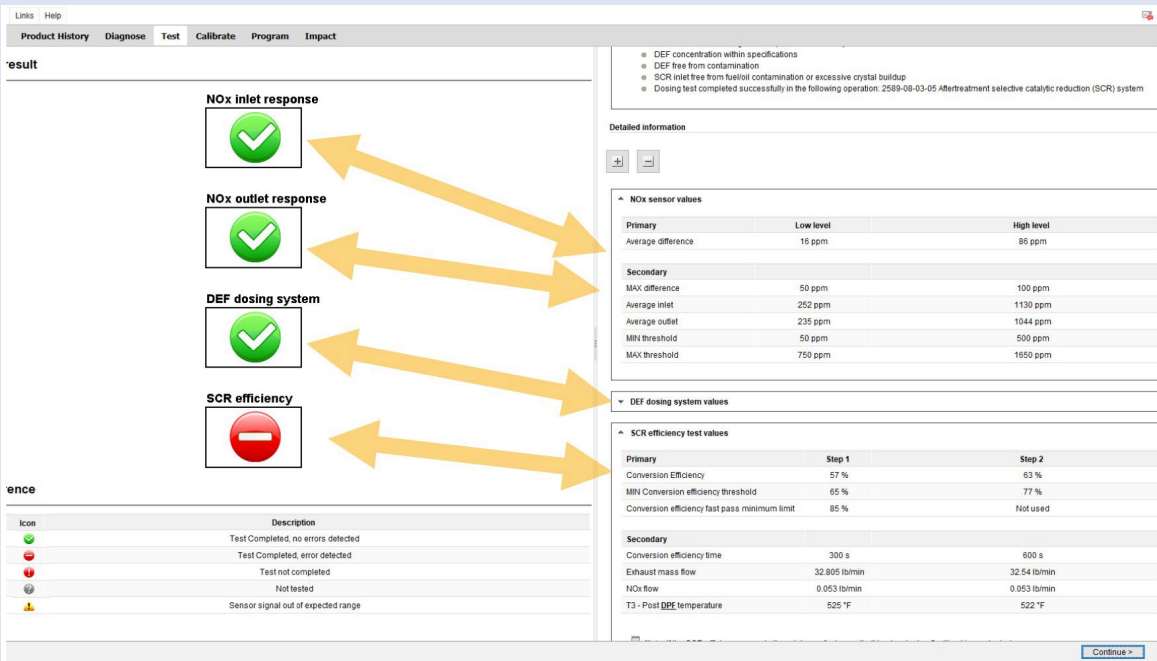 Links Help
Product History Diagnose Test Calibrate Program Impact
result
NOx inlet response
NOx outlet response
DEF dosing system
SCR efficiency
rence
Icon Description
Test Completed, no errors detected
Test Completed, error detected
Test not completed
Not tested
Sensor signal out of expected range
DEF concentration within specifications
DEF free from contamination
SCR inlet free from fuel/oil contamination or excessive crystal buildup
Dosing test completed successfully in the following operation: 2589-08-03-05 Aftertreatment selective catalytic reduction (SCR) system
Detailed information
NOx sensor values
Primary Low level High level
Average difference 16 ppm 86 ppm
Secondary
MAX difference 50 ppm 100 ppm
Average inlet 252 ppm 1130 ppm
Average outlet 235 ppm 1044 ppm
MIN threshold 50 ppm 500 ppm
MAX threshold 750 ppm 1650 ppm
DEF dosing system values
SCR efficiency test values
Primary Step 1 Step 2
Conversion Efficiency 57 % 63 %
MIN Conversion efficiency threshold 65 % 77 %
Conversion efficiency fast pass minimum limit 85 % Not used
Secondary
Conversion efficiency time 300 s 600 s
Exhaust mass flow 32.805 lb/min 32.54 lb/min
NOx flow 0.053 lb/min 0.053 lb/min
T3 - Post DPF temperature 525 °F 522 °F
Continue >